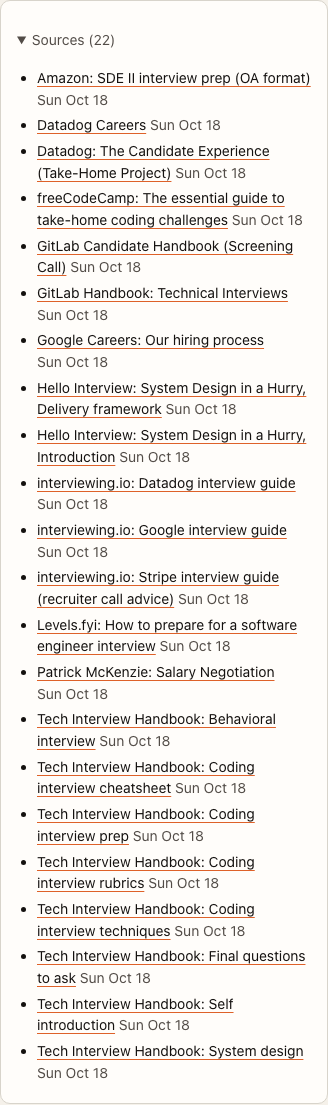 ▼ Sources (22)
• Amazon: SDE II interview prep (OA format)
Sun Oct 18
• Datadog Careers Sun Oct 18
• Datadog: The Candidate Experience
(Take-Home Project) Sun Oct 18
• freeCodeCamp: The essential guide to
take-home coding challenges Sun Oct 18
• GitLab Candidate Handbook (Screening
Call) Sun Oct 18
• GitLab Handbook: Technical Interviews
Sun Oct 18
• Google Careers: Our hiring process
Sun Oct 18
• Hello Interview: System Design in a Hurry,
Delivery framework Sun Oct 18
• Hello Interview: System Design in a Hurry,
Introduction Sun Oct 18
• interviewing.io: Datadog interview guide
Sun Oct 18
• interviewing.io: Google interview guide
Sun Oct 18
• interviewing.io: Stripe interview guide
(recruiter call advice) Sun Oct 18
• Levels.fyi: How to prepare for a software
engineer interview Sun Oct 18
• Patrick McKenzie: Salary Negotiation
Sun Oct 18
• Tech Interview Handbook: Behavioral
interview Sun Oct 18
• Tech Interview Handbook: Coding
interview cheatsheet Sun Oct 18
• Tech Interview Handbook: Coding
interview prep Sun Oct 18
• Tech Interview Handbook: Coding
interview rubrics Sun Oct 18
• Tech Interview Handbook: Coding
interview techniques Sun Oct 18
• Tech Interview Handbook: Final questions
to ask Sun Oct 18
• Tech Interview Handbook: Self
introduction Sun Oct 18
• Tech Interview Handbook: System design
Sun Oct 18